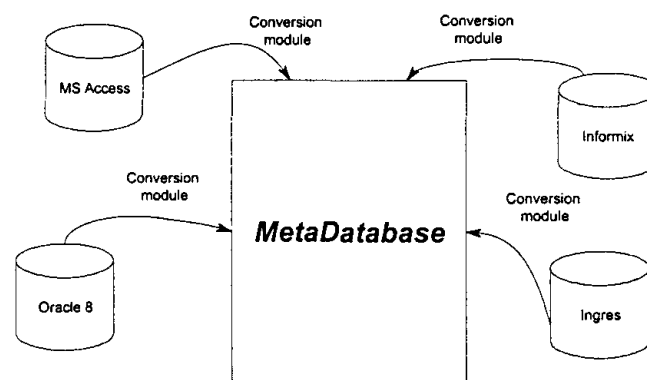 Conversion
module
Conversion
module
MS Access
Informix
Conversion
module
Conversion
module
MetaDatabase
Oracle 8
Ingres